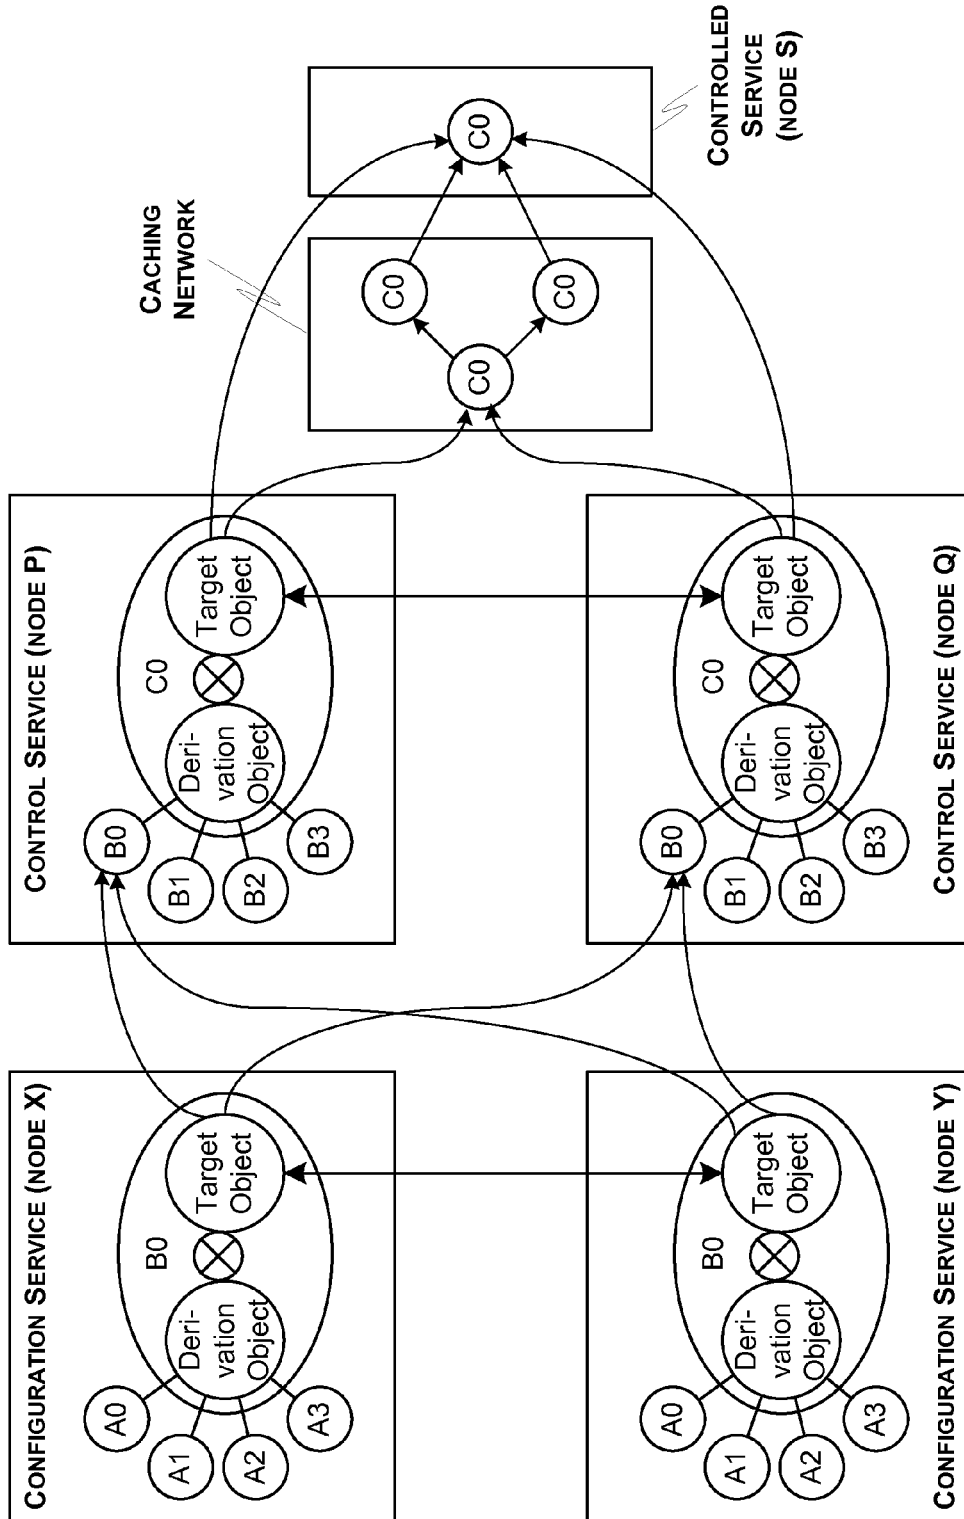 CONFIGURATION SERVICE (NODE X)
A0
A1
A2
A3
B0
Deri-
vation
Object
Target
Object
CONTROL SERVICE (NODE P)
B0
B1
B2
B3
C0
Deri-
vation
Object
Target
Object
CACHING
NETWORK
C0
C0
C0
C0
CONTROLLED
SERVICE
(NODE S)
A0
A1
A2
A3
B0
Deri-
vation
Object
Target
Object
CONFIGURATION SERVICE (NODE Y)
B0
B1
B2
B3
C0
Deri-
vation
Object
Target
Object
CONTROL SERVICE (NODE Q)